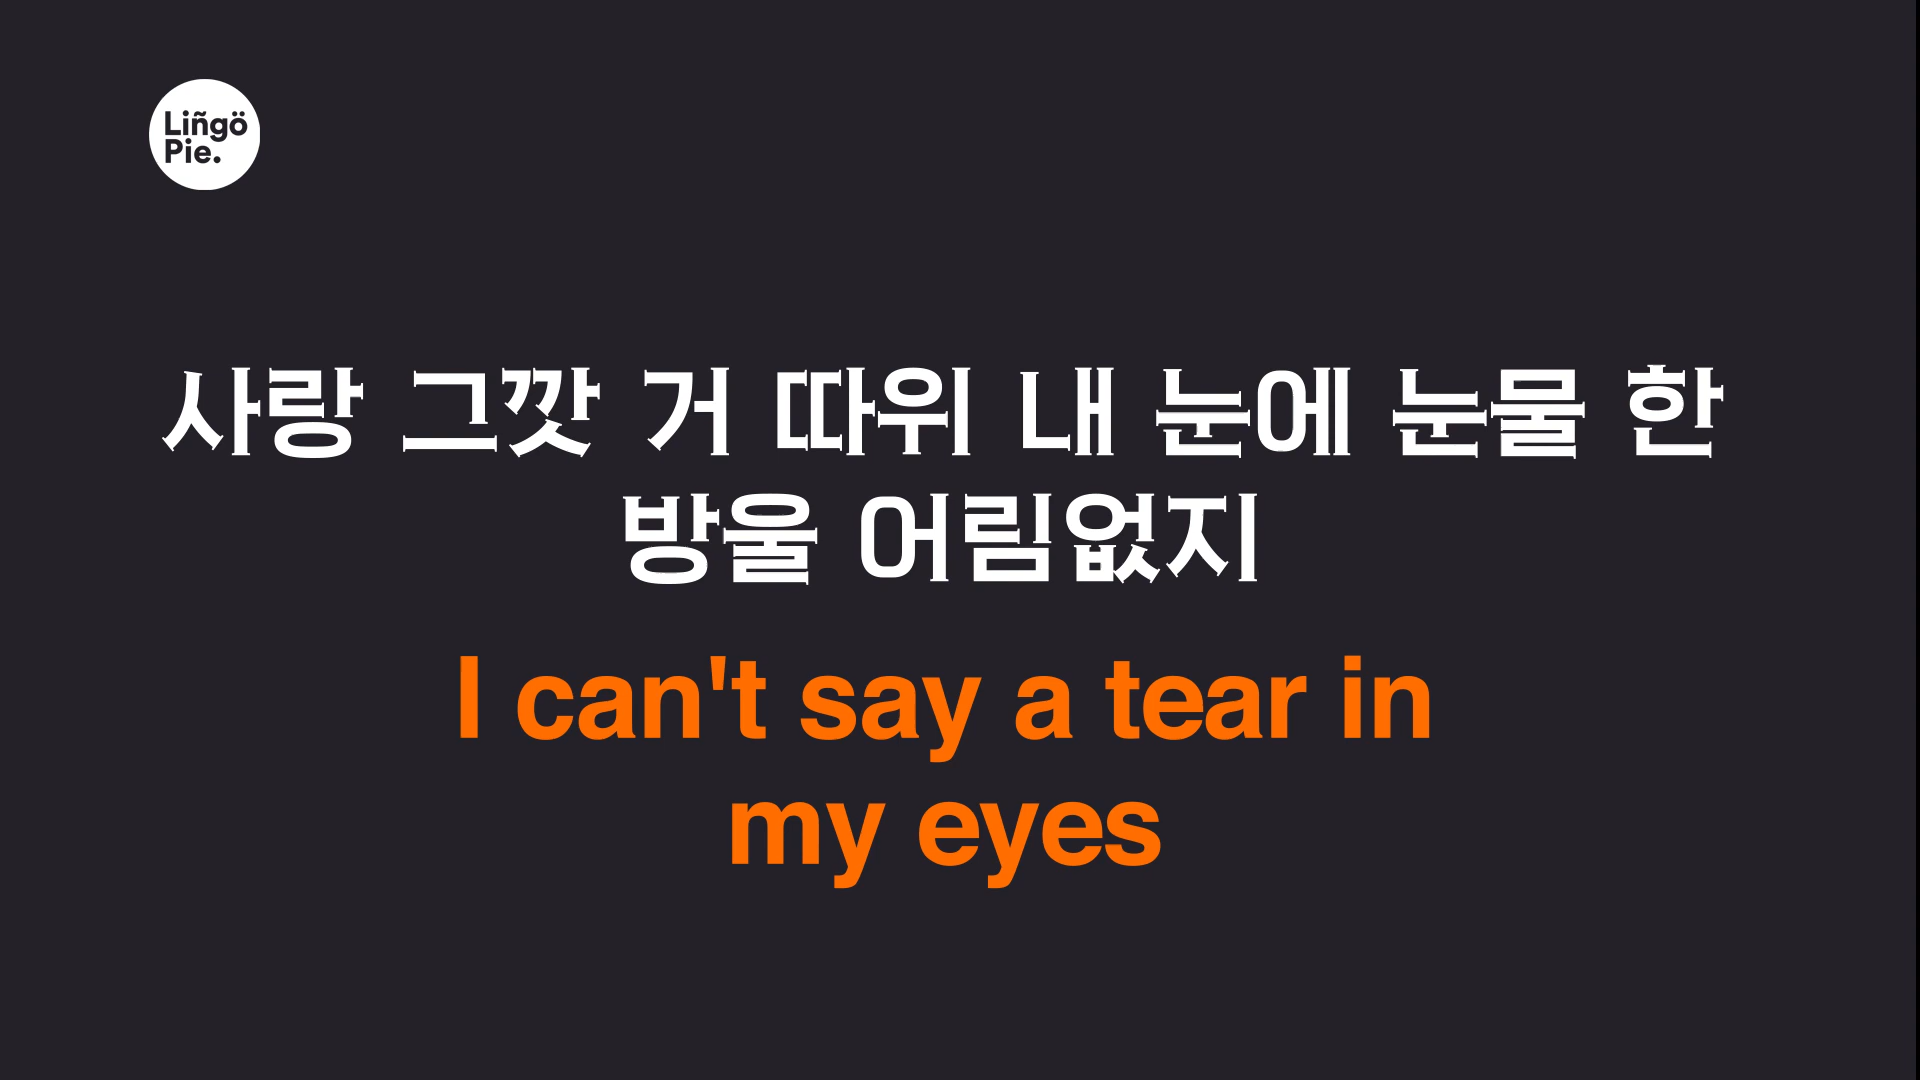 Liñgö
Pie.
사랑 그깟 거 따위 내 눈에 눈물 한
방울 어림없지
I can't say a tear in
my eyes